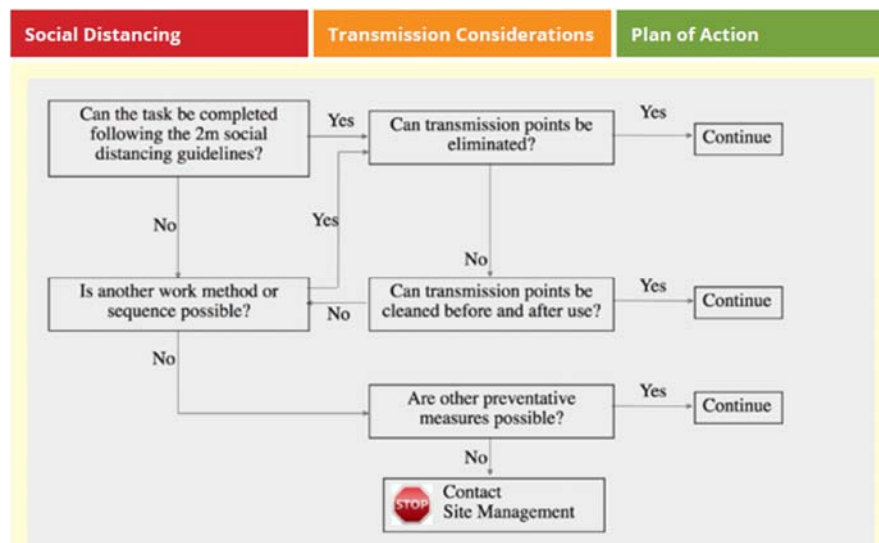 Social Distancing
Transmission Considerations
Plan of Action
Can the task be completed
following the 2m social
distancing guidelines?
Yes
Can transmission points be
eliminated?
Yes
Continue
No
Yes
No
Is another work method or
sequence possible?
No
Can transmission points be
cleaned before and after use?
Yes
Continue
No
Are other preventative
measures possible?
Yes
Continue
No
STOP
Contact
Site Management